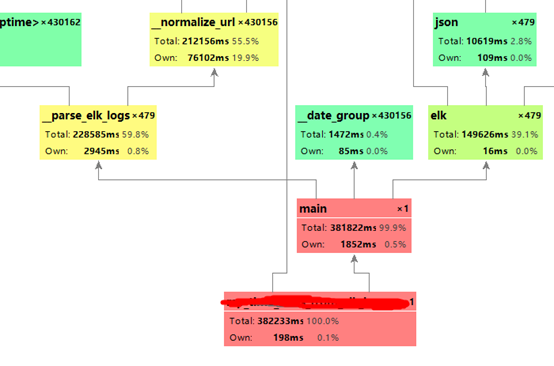 ptime> ×430162
__normalize_url ×430156
Total: 212156ms 55.5%
Own: 76102ms 19.9%
json ×479
Total: 10619ms 2.8%
Own: 109ms 0.0%
__parse_elk_logs ×479
Total: 228585ms 59.8%
Own: 2945ms 0.8%
__date_group ×430156
Total: 1472ms 0.4%
Own: 85ms 0.0%
elk ×479
Total: 149626ms 39.1%
Own: 16ms 0.0%
main ×1
Total: 381822ms 99.9%
Own: 1852ms 0.5%
1
Total: 382233ms 100.0%
Own: 198ms 0.1%